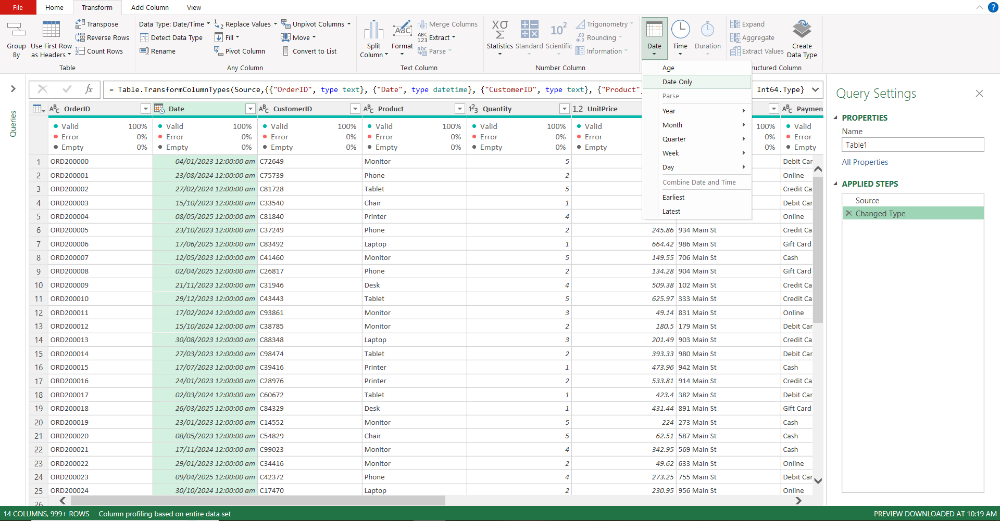 File
Home
Transform
Add Column
View
Group By
Use First Row as Headers
Transpose
Reverse Rows
Count Rows
Table
Data Type: Date/Time
Detect Data Type
Rename
Replace Values
Fill
Pivot Column
Unpivot Columns
Move
Convert to List
Any Column
Split Column
Format
Merge Columns
Extract
Parse
Text Column
Statistics
Standard
Scientific
Trigonometry
Rounding
Information
Number Column
Date
Time
Duration
Expand
Aggregate
Extract Values
Create Data Type
ructured Column
Age
Date Only
Parse
Year
Month
Quarter
Week
Day
Combine Date and Time
Earliest
Latest
Queries
= Table.TransformColumnTypes(Source,{{"OrderID", type text}, {"Date", type datetime}, {"CustomerID", type text}, {"Product" Int64.Type}
OrderID Date CustomerID Product Quantity 1.2 UnitPrice Paymen
Valid 100% Valid 100% Valid 100% Valid 100% Valid 100% Valid 100% Valid
Error 0% Error 0% Error 0% Error 0% Error 0% Error 0% Error
Empty 0% Empty 0% Empty 0% Empty 0% Empty 0% Empty 0% Empty
1 ORD200000 04/01/2023 12:00:00 am C72649 Monitor 5 Debit Car
2 ORD200001 23/08/2024 12:00:00 am C75739 Phone 2 Online
3 ORD200002 27/02/2024 12:00:00 am C81728 Tablet 5 Credit Ca
4 ORD200003 15/10/2023 12:00:00 am C33540 Chair 1 Debit Car
5 ORD200004 08/05/2025 12:00:00 am C81840 Printer 4 Online
6 ORD200005 23/10/2023 12:00:00 am C37249 Phone 2 245.86 934 Main St Credit Ca
7 ORD200006 17/06/2025 12:00:00 am C83492 Laptop 1 664.42 986 Main St Gift Card
8 ORD200007 12/05/2023 12:00:00 am C41460 Monitor 5 149.55 706 Main St Cash
9 ORD200008 02/04/2025 12:00:00 am C26817 Phone 2 134.28 904 Main St Gift Card
10 ORD200009 21/11/2023 12:00:00 am C31946 Desk 4 509.38 102 Main St Credit Ca
11 ORD200010 29/12/2023 12:00:00 am C43443 Tablet 5 625.97 333 Main St Credit Ca
12 ORD200011 17/02/2024 12:00:00 am C93861 Monitor 3 49.14 831 Main St Online
13 ORD200012 15/10/2024 12:00:00 am C38785 Monitor 2 180.5 179 Main St Debit Car
14 ORD200013 30/08/2023 12:00:00 am C88348 Laptop 3 201.49 903 Main St Credit Ca
15 ORD200014 27/03/2023 12:00:00 am C98474 Tablet 2 393.33 980 Main St Debit Car
16 ORD200015 17/07/2023 12:00:00 am C39416 Printer 1 473.96 942 Main St Cash
17 ORD200016 24/01/2023 12:00:00 am C28976 Printer 2 533.81 914 Main St Credit Ca
18 ORD200017 02/03/2024 12:00:00 am C60672 Tablet 1 423.4 382 Main St Debit Car
19 ORD200018 26/03/2025 12:00:00 am C84329 Desk 1 431.44 891 Main St Gift Card
20 ORD200019 23/01/2023 12:00:00 am C14552 Monitor 5 224 273 Main St Cash
21 ORD200020 08/05/2023 12:00:00 am C54829 Chair 5 62.51 587 Main St Cash
22 ORD200021 17/11/2024 12:00:00 am C99023 Monitor 4 342.95 569 Main St Cash
23 ORD200022 29/01/2023 12:00:00 am C34416 Monitor 2 49.62 633 Main St Online
24 ORD200023 09/04/2025 12:00:00 am C42372 Phone 4 273.25 755 Main St Debit Car
25 ORD200024 30/10/2024 12:00:00 am C17470 Laptop 2 230.95 956 Main St Online
26
Query Settings
PROPERTIES
Name
Table1
All Properties
APPLIED STEPS
Source
Changed Type
14 COLUMNS, 999+ ROWS
Column profiling based on entire data set
PREVIEW DOWNLOADED AT 10:19 AM